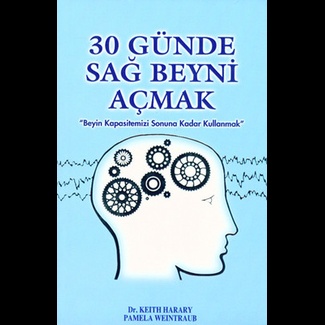 30 GÜNDE
SAĞ BEYNİ
AÇMAK
"Beyin Kapasitemizi Sonuna Kadar Kullanmak"
Dr. KEITH HARARY
PAMELA WEINTRAUB